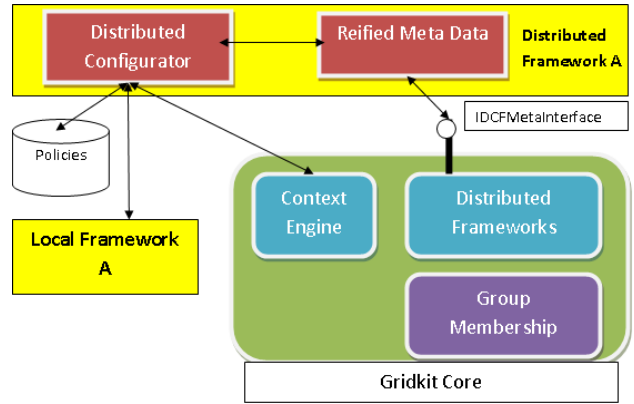 Distributed
Configurator
Reified Meta Data
Distributed
Framework A
IDCFMetaInterface
Policies
Context
Engine
Distributed
Frameworks
Local Framework
A
Group
Membership
Gridkit Core